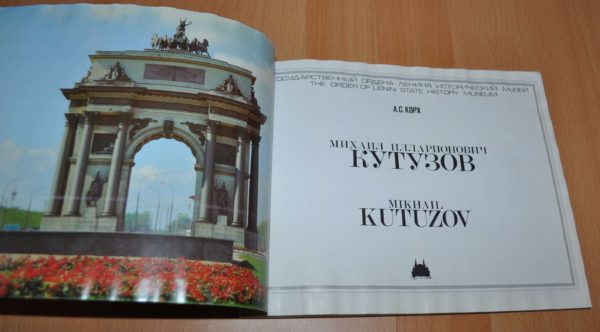 ГОСУДАРСТВЕННЫЙ ОРДЕНА ЛЕНИНА ИСТОРИЧЕСКИЙ МУЗЕЙ
THE ORDER OF LENIN STATE HISTORY MUSEUM
А.С. КОРХ
МИХАИЛ ИЛЛАРИОНОВИЧ
КУТУЗОВ
MIKHAIL
KUTUZOV